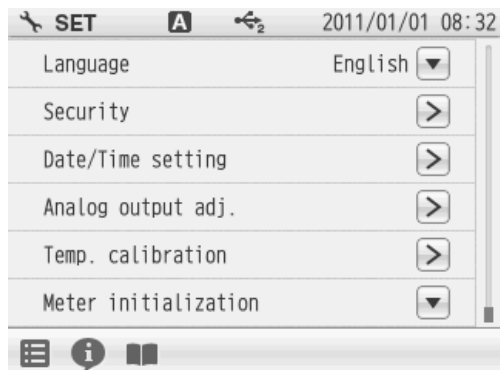 SET A 2 2011/01/01 08:32
Language English
Security
Date/Time setting
Analog output adj.
Temp. calibration
Meter initialization